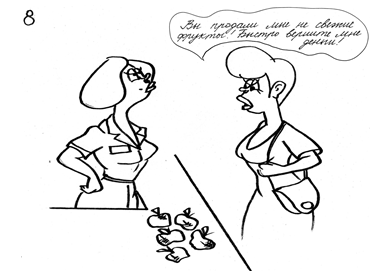 8
Вы продали мне не свежие
фрукты! Быстро верните мне
деньги!